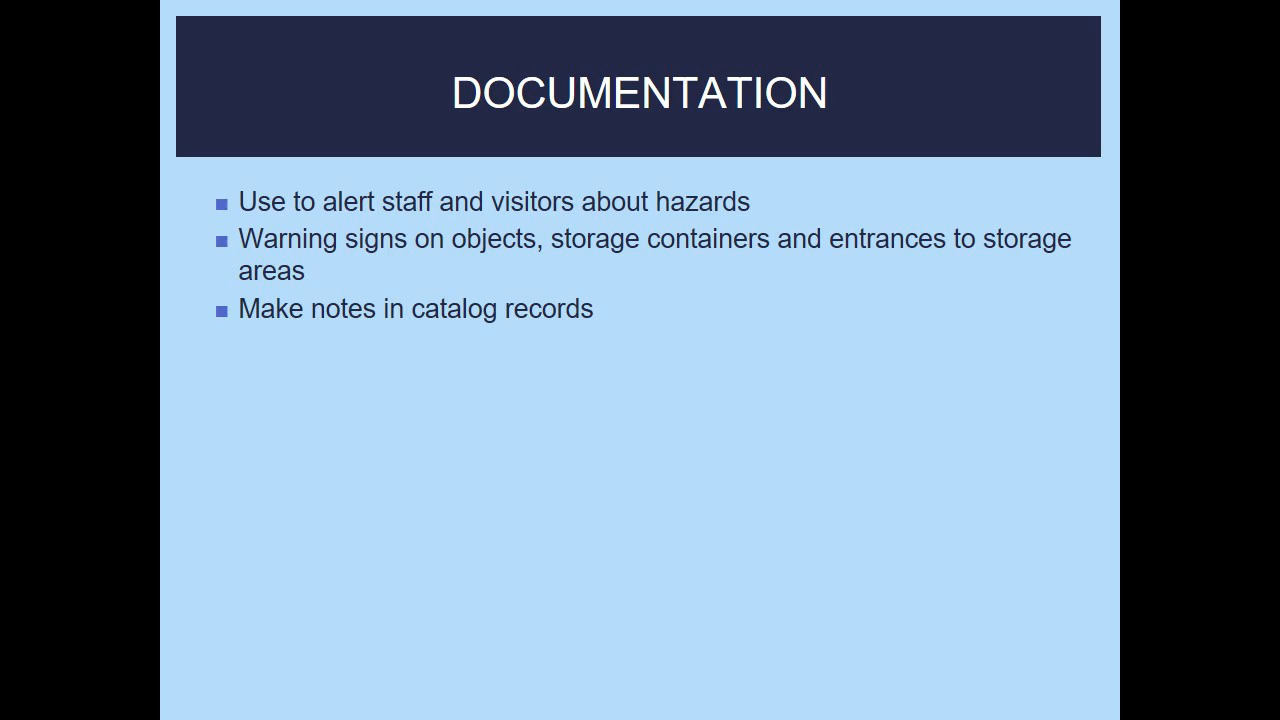 DOCUMENTATION
Use to alert staff and visitors about hazards
Warning signs on objects, storage containers and entrances to storage
areas
Make notes in catalog records